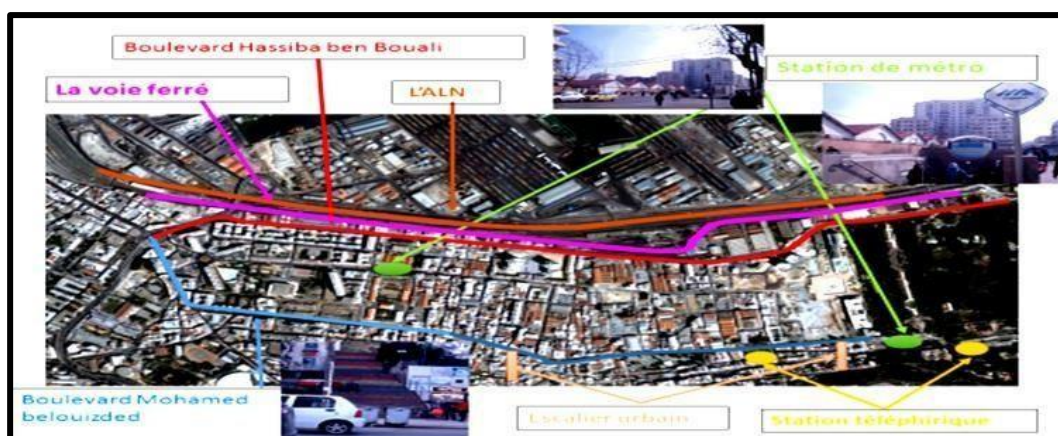 Boulevard Hassiba ben Bouali
Station de métro
La voie ferré
L'ALN
Boulevard Mohamed
belouizded
Escalier urbain
Station téléphirique